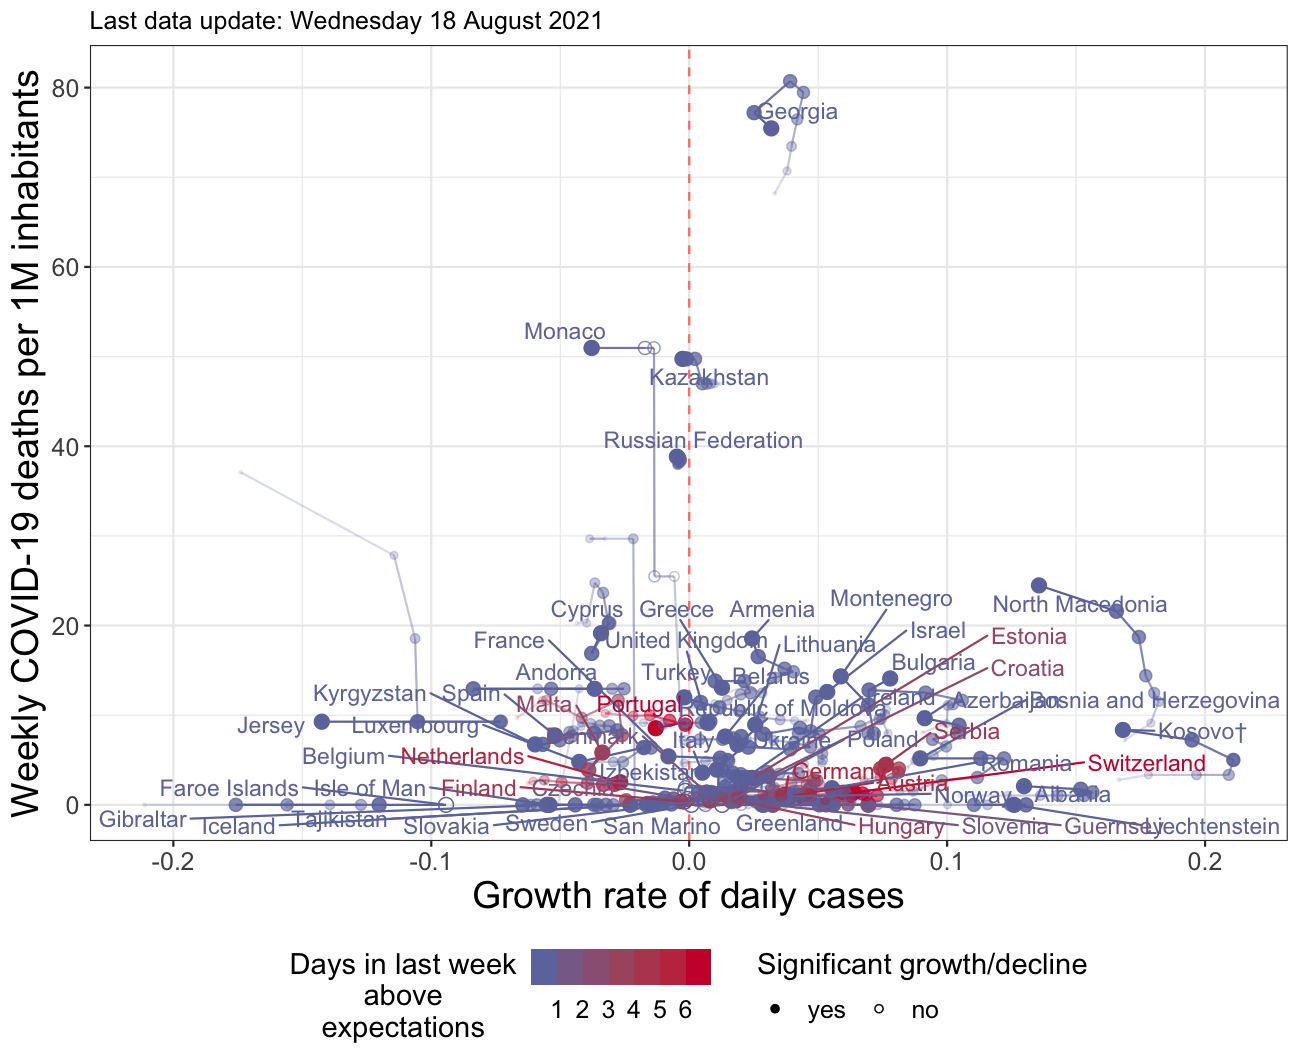 Last data update: Wednesday 18 August 2021
Weekly COVID-19 deaths per 1M inhabitants
80
60
40
20
0
Georgia
Monaco
Kazakhstan
Russian Federation
Cyprus
Greece
Armenia
Montenegro
North Macedonia
France
United Kingdom
Lithuania
Israel
Estonia
Andorra
Turkey
Belarus
Bulgaria
Croatia
Kyrgyzstan
Spain
Malta
Portugal
Republic of Moldova
Ireland
Azerbaijan
Bosnia and Herzegovina
Jersey
Luxembourg
Denmark
Italy
Ukraine
Poland
Serbia
Kosovo†
Belgium
Netherlands
Uzbekistan
Germany
Romania
Switzerland
Faroe Islands
Isle of Man
Finland
Czechia
Austria
Norway
Albania
Gibraltar
Iceland
Tajikistan
Slovakia
Sweden
San Marino
Greenland
Hungary
Slovenia
Guernsey
Liechtenstein
-0.2
-0.1
0.0
0.1
0.2
Growth rate of daily cases
Days in last week
above
expectations
1 2 3 4 5 6
Significant growth/decline
yes
no